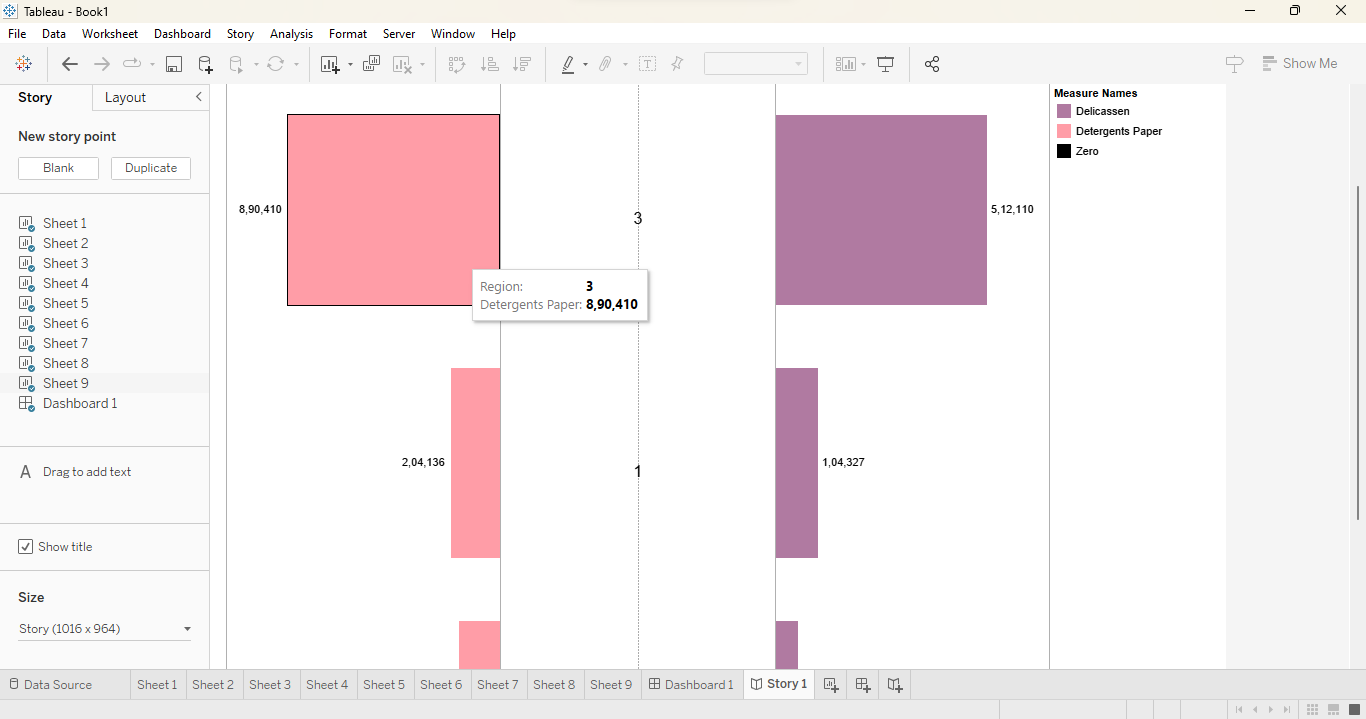 Tableau - Book1
File Data Worksheet Dashboard Story Analysis Format Server Window Help
Show Me
Story Layout
New story point
Blank Duplicate
Sheet 1
Sheet 2
Sheet 3
Sheet 4
Sheet 5
Sheet 6
Sheet 7
Sheet 8
Sheet 9
Dashboard 1
A Drag to add text
Show title
Size
Story (1016 x 964)
8,90,410
3
5,12,110
Region: 3
Detergents Paper: 8,90,410
2,04,136
1
1,04,327
Measure Names
Delicassen
Detergents Paper
Zero
Data Source Sheet 1 Sheet 2 Sheet 3 Sheet 4 Sheet 5 Sheet 6 Sheet 7 Sheet 8 Sheet 9 Dashboard 1 Story 1